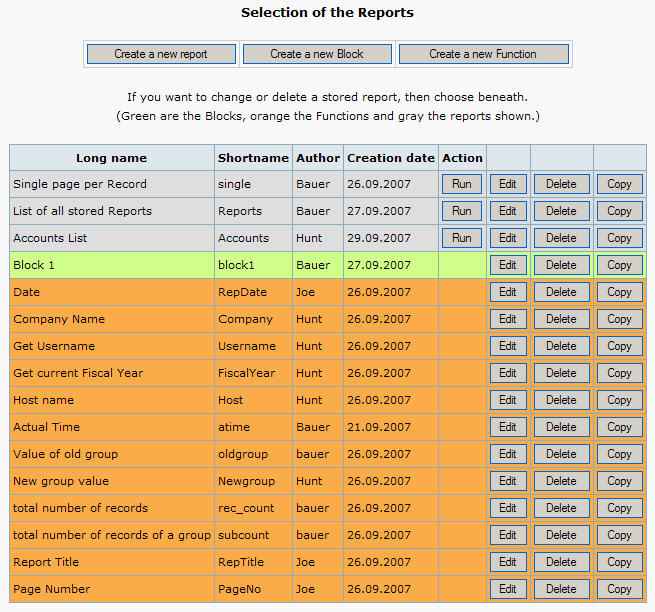 Selection of the Reports
Create a new report Create a new Block Create a new Function
If you want to change or delete a stored report, then choose beneath.
(Green are the Blocks, orange the Functions and gray the reports shown.)
Long name Shortname Author Creation date Action
Single page per Record single Bauer 26.09.2007 Run Edit Delete Copy
List of all stored Reports Reports Bauer 27.09.2007 Run Edit Delete Copy
Accounts List Accounts Hunt 29.09.2007 Run Edit Delete Copy
Block 1 block1 Bauer 27.09.2007 Edit Delete Copy
Date RepDate Joe 26.09.2007 Edit Delete Copy
Company Name Company Hunt 26.09.2007 Edit Delete Copy
Get Username Username Hunt 26.09.2007 Edit Delete Copy
Get current Fiscal Year FiscalYear Hunt 26.09.2007 Edit Delete Copy
Host name Host Hunt 26.09.2007 Edit Delete Copy
Actual Time atime Bauer 21.09.2007 Edit Delete Copy
Value of old group oldgroup bauer 26.09.2007 Edit Delete Copy
New group value Newgroup Hunt 26.09.2007 Edit Delete Copy
total number of records rec_count bauer 26.09.2007 Edit Delete Copy
total number of records of a group subcount bauer 26.09.2007 Edit Delete Copy
Report Title RepTitle Joe 26.09.2007 Edit Delete Copy
Page Number PageNo Joe 26.09.2007 Edit Delete Copy